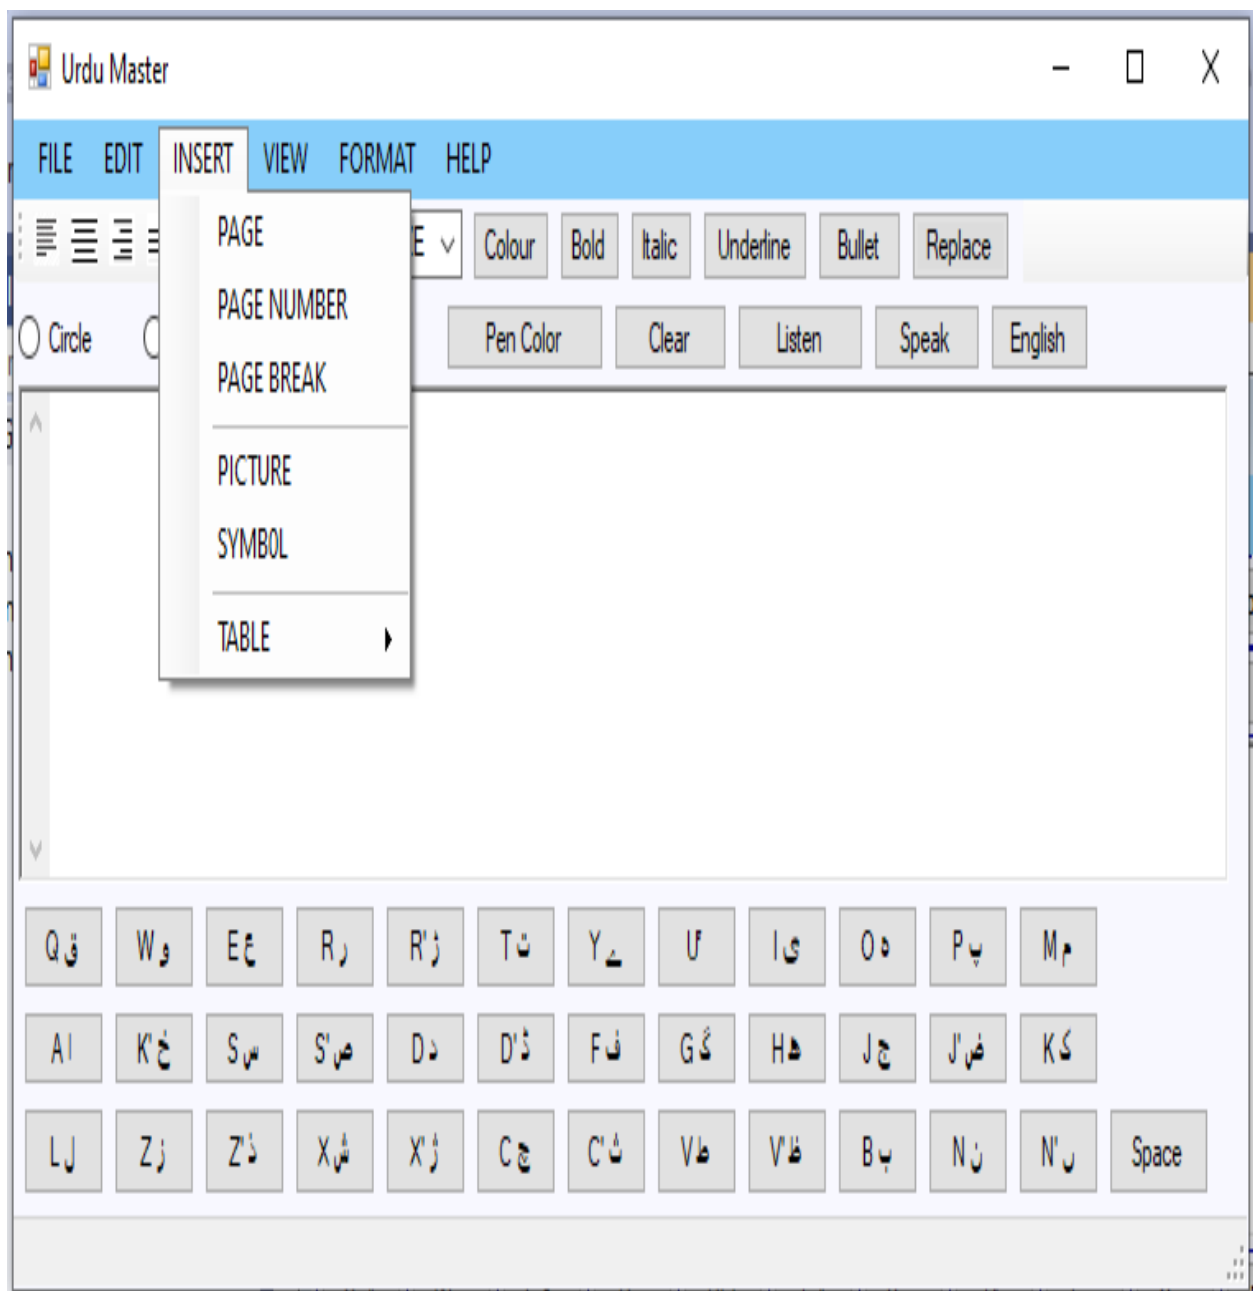 Urdu Master
FILE EDIT INSERT VIEW FORMAT HELP
PAGE
PAGE NUMBER
PAGE BREAK
PICTURE
SYMB0L
TABLE
Colour Bold Italic Underline Bullet Replace
Circle Pen Color Clear Listen Speak English
Q ق W و E ع R ر R' ڑ T ت Y ے U I ی O ہ P پ M م
A ا K' خ S س S' ص D د D' ڈ F ف G گ H ھ J ج J' ض K ک
L ل Z ز Z' ذ X ش X' ژ C چ C' ث V ط V' ظ B ب N ن N' ں Space